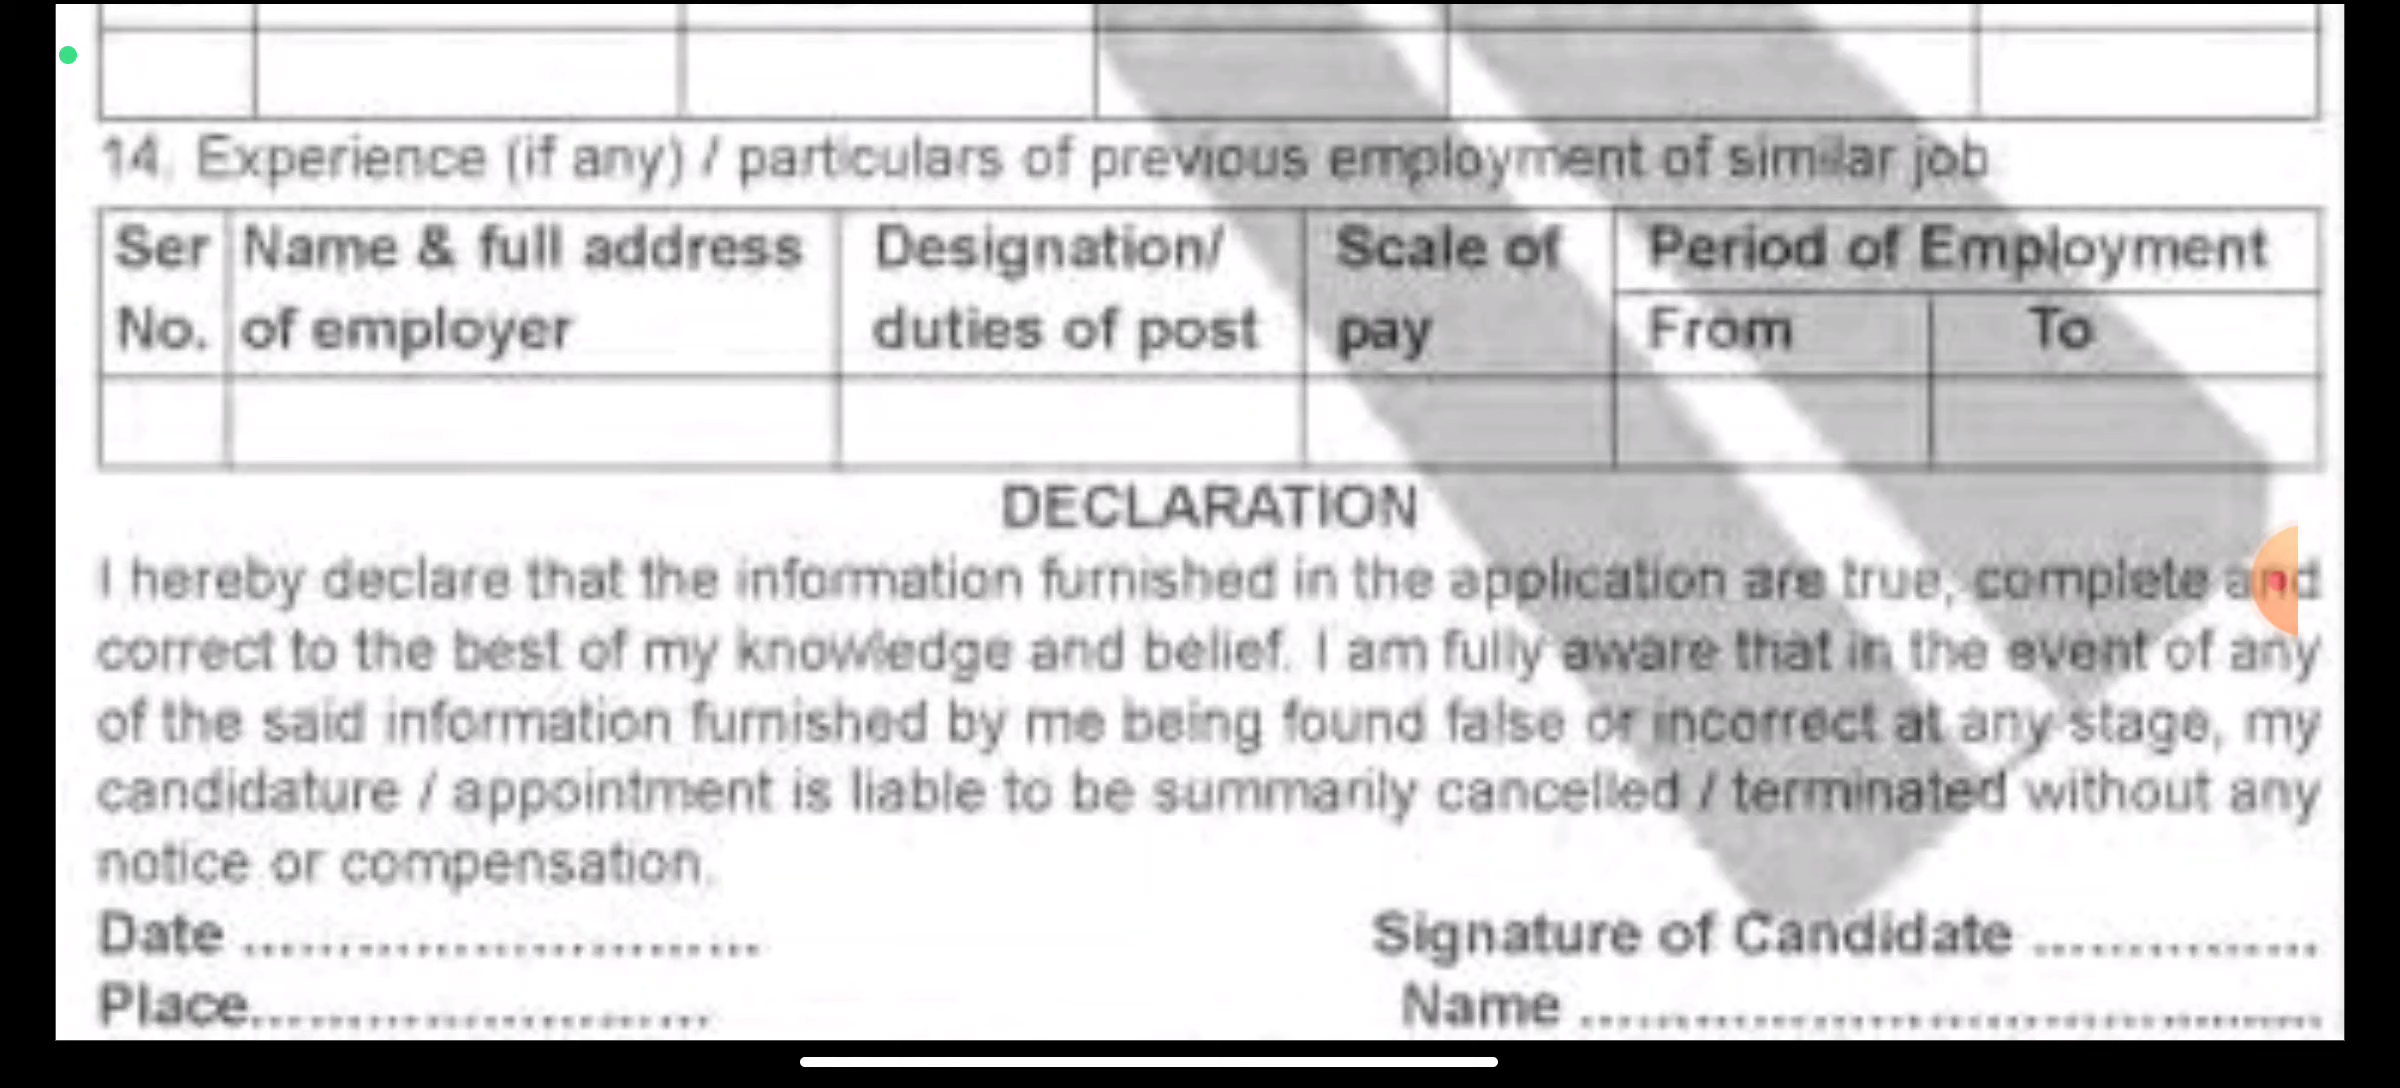 14. Experience (if any) / particulars of previous employment of similar job
Ser No. Name & full address of employer Designation/ duties of post Scale of pay Period of Employment
From To
DECLARATION
I hereby declare that the information furnished in the application are true, complete and
correct to the best of my knowledge and belief. I am fully aware that in the event of any
of the said information furnished by me being found false or incorrect at any stage, my
candidature / appointment is liable to be summarily cancelled / terminated without any
notice or compensation.
Date ............................ Signature of Candidate ................
Place......................... Name ........................................